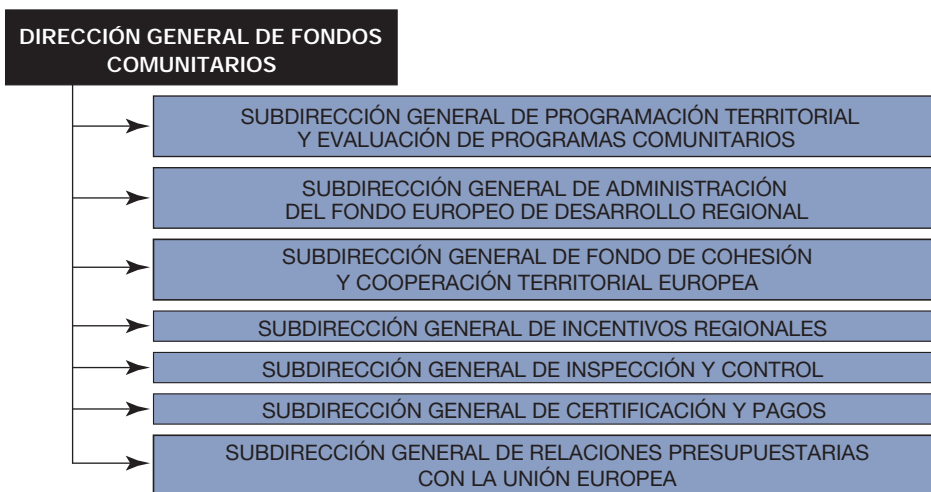 DIRECCIÓN GENERAL DE FONDOS
COMUNITARIOS
SUBDIRECCIÓN GENERAL DE PROGRAMACIÓN TERRITORIAL
Y EVALUACIÓN DE PROGRAMAS COMUNITARIOS
SUBDIRECCIÓN GENERAL DE ADMINISTRACIÓN
DEL FONDO EUROPEO DE DESARROLLO REGIONAL
SUBDIRECCIÓN GENERAL DE FONDO DE COHESIÓN
Y COOPERACIÓN TERRITORIAL EUROPEA
SUBDIRECCIÓN GENERAL DE INCENTIVOS REGIONALES
SUBDIRECCIÓN GENERAL DE INSPECCIÓN Y CONTROL
SUBDIRECCIÓN GENERAL DE CERTIFICACIÓN Y PAGOS
SUBDIRECCIÓN GENERAL DE RELACIONES PRESUPUESTARIAS
CON LA UNIÓN EUROPEA